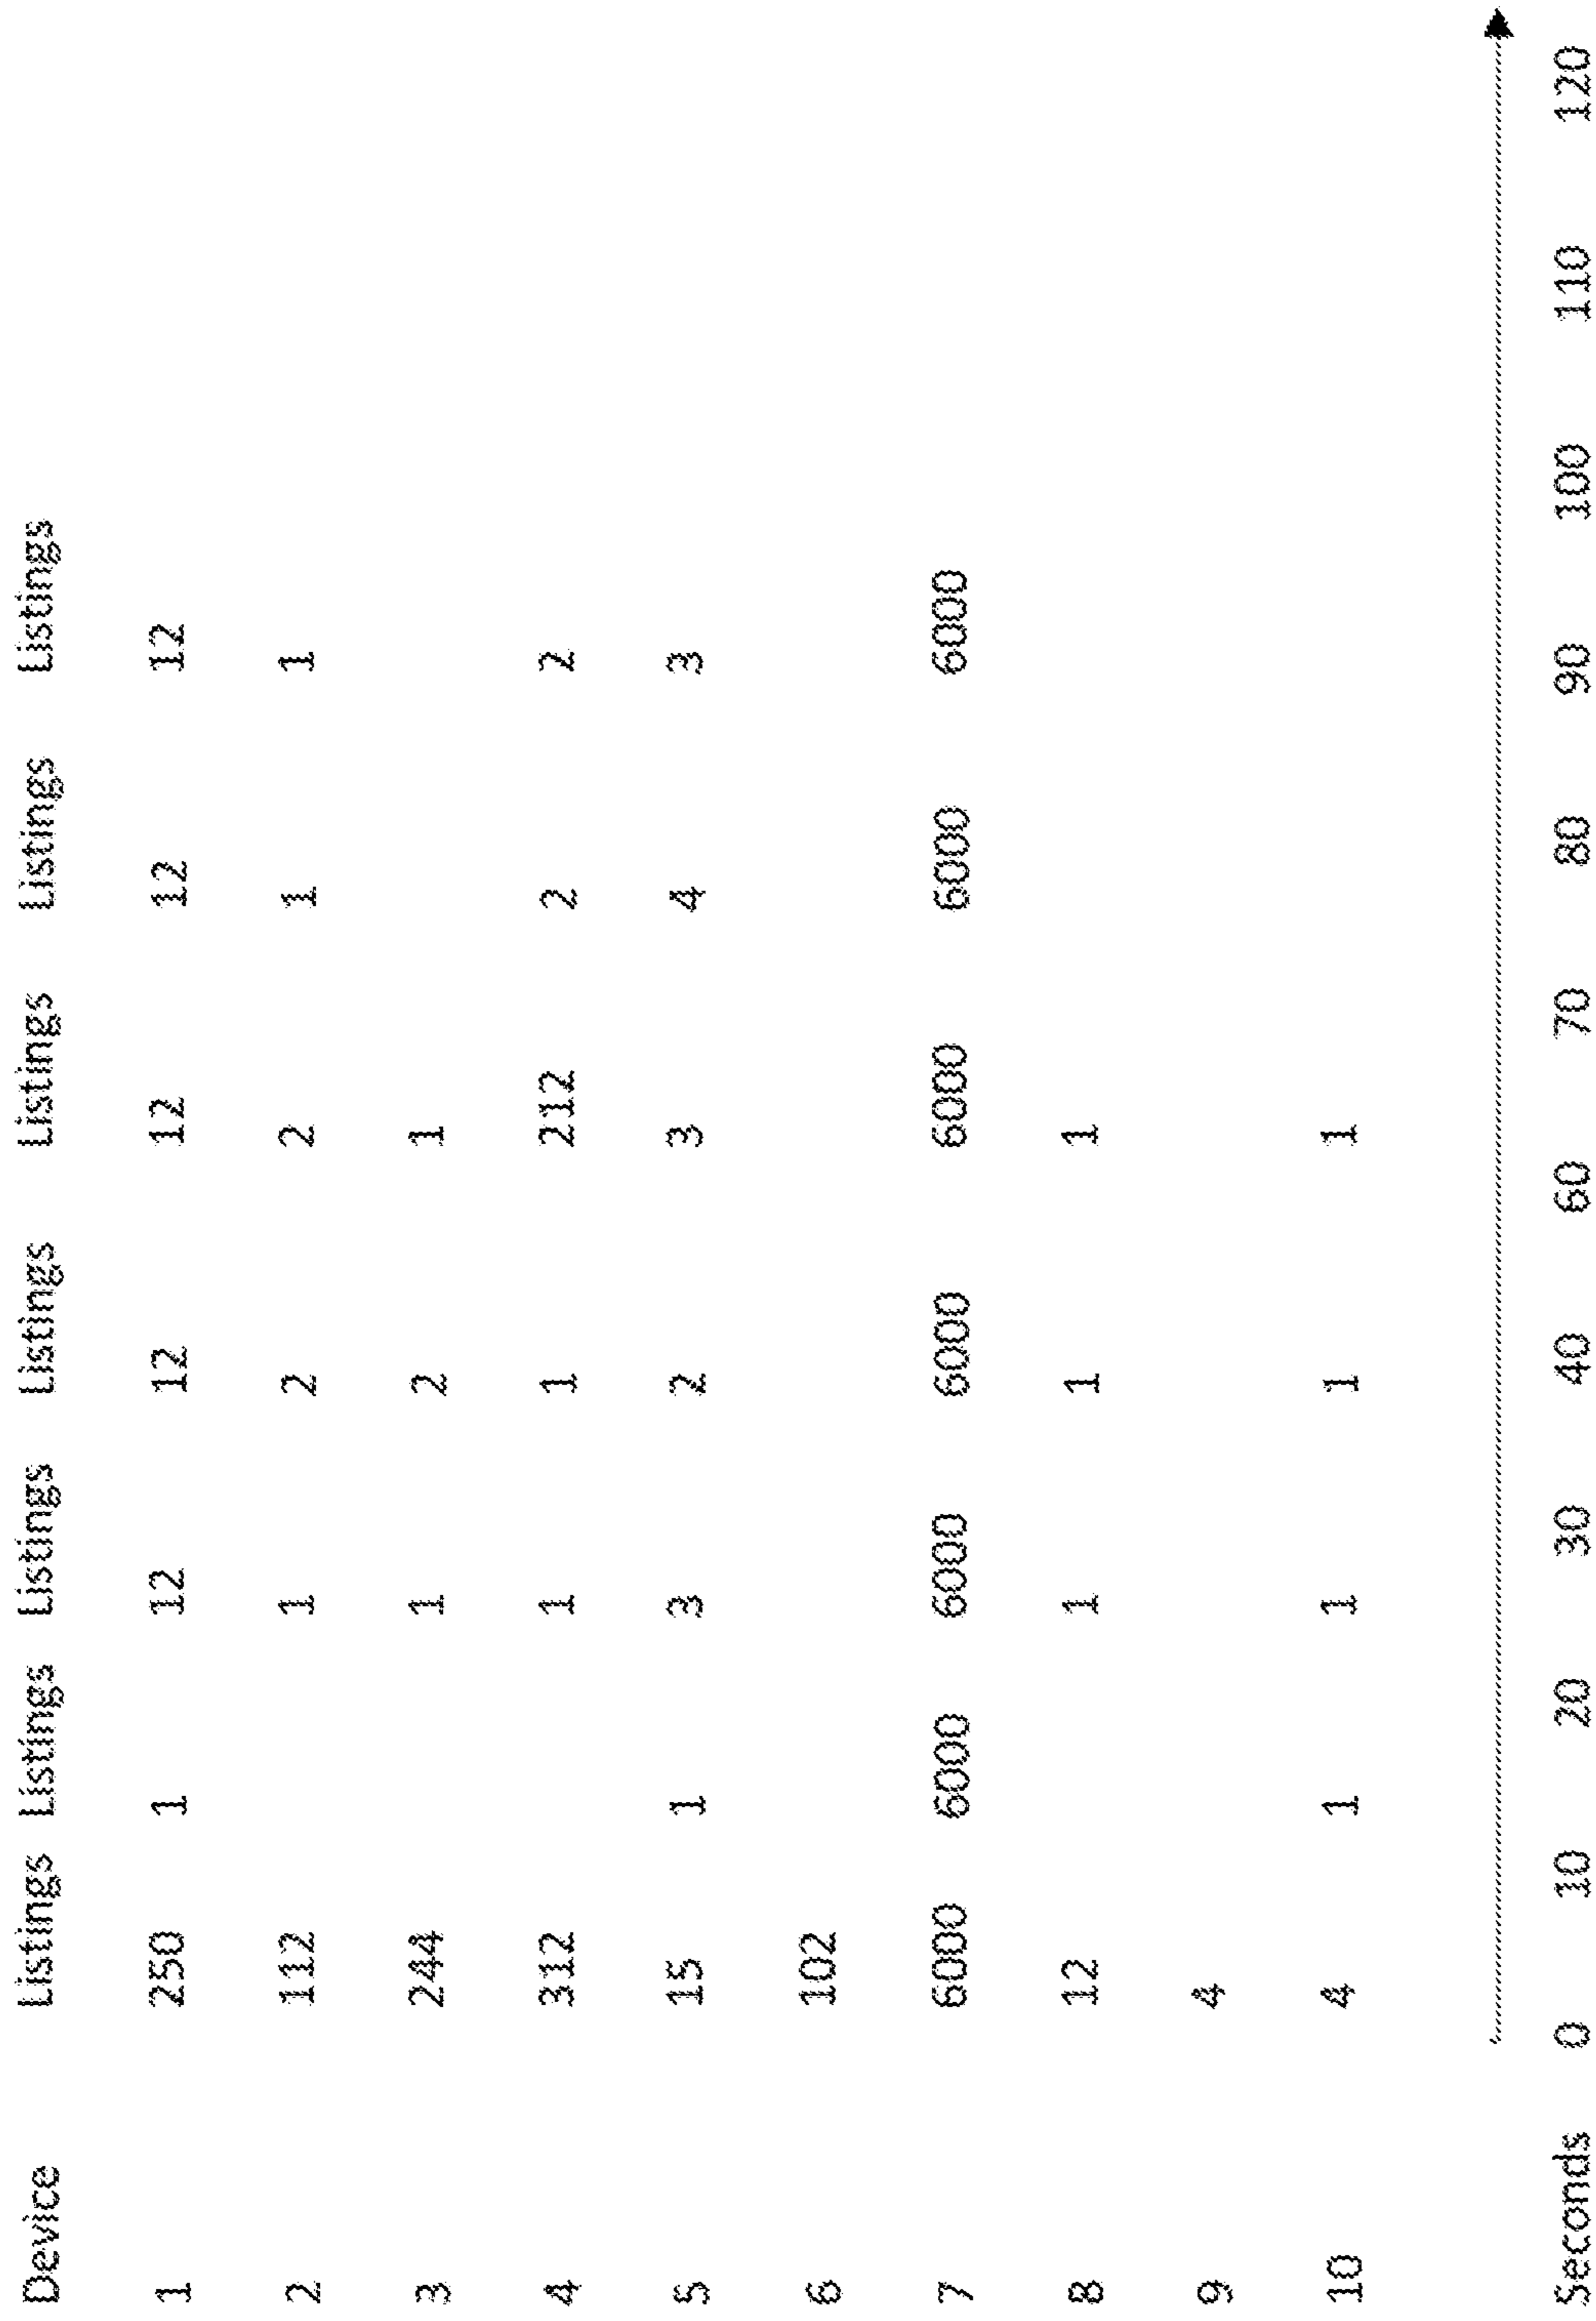 Device Listings Listings Listings Listings Listings Listings Listings
1 250 1 12 12 12 12 12
2 112 1 2 2 1 1
3 244 1 2 1
4 312 1 1 212 2 2
5 15 1 3 2 3 4 3
6 102
7 6000 6000 6000 6000 6000 6000 6000
8 12 1 1 1
9 4
10 4 1 1 1 1
Seconds 0 10 20 30 40 60 70 80 90 100 110 120